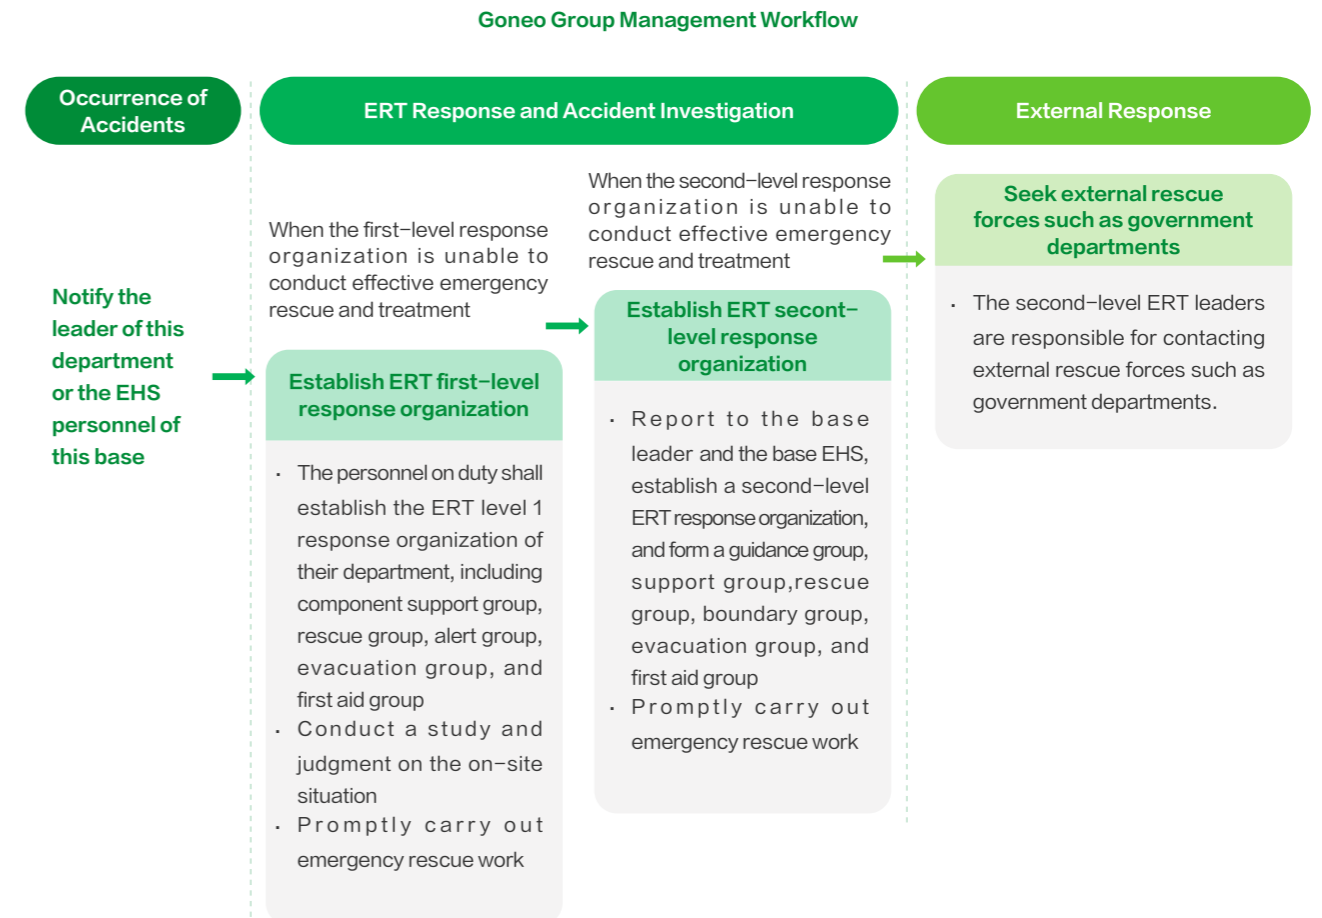 Goneo Group Management Workflow
Occurrence of
Accidents
ERT Response and Accident Investigation
External Response
Notify the
leader of this
department
or the EHS
personnel of
this base
When the first-level response
organization is unable to
conduct effective emergency
rescue and treatment
Establish ERT first-level
response organization
· The personnel on duty shall
establish the ERT level 1
response organization of
their department, including
component support group,
rescue group, alert group,
evacuation group, and
first aid group
· Conduct a study and
judgment on the on-site
situation
· Promptly carry out
emergency rescue work
When the second-level response
organization is unable to
conduct effective emergency
rescue and treatment
Establish ERT secont-
level response
organization
· Report to the base
leader and the base EHS,
establish a second-level
ERT response organization,
and form a guidance group,
support group,rescue
group, boundary group,
evacuation group, and
first aid group
· Promptly carry out
emergency rescue work
Seek external rescue
forces such as government
departments
· The second-level ERT leaders
are responsible for contacting
external rescue forces such as
government departments.